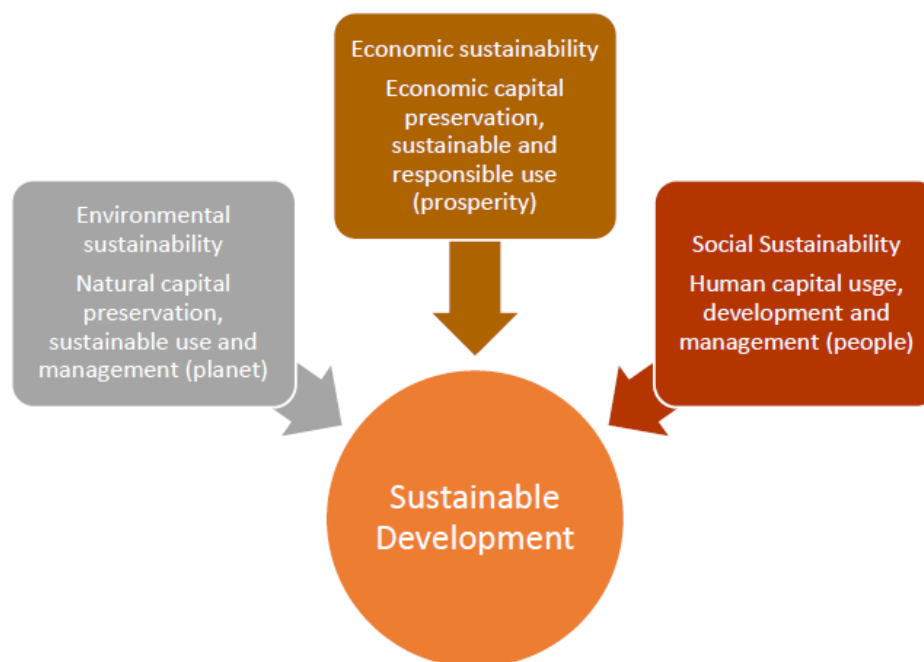 Economic sustainability
Economic capital
preservation,
sustainable and
responsible use
(prosperity)
Environmental
sustainability
Natural capital
preservation,
sustainable use and
management (planet)
Social Sustainability
Human capital usge,
development and
management (people)
Sustainable
Development